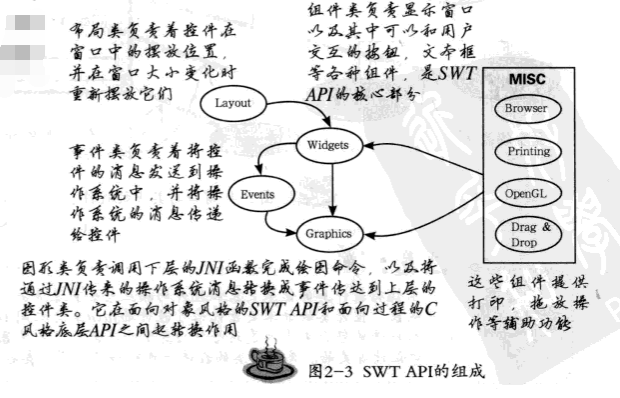 布局类负责着控件在
窗口中的摆放位置，
并在窗口大小变化时
重新摆放它们
组件类负责显示窗口
以及其中可以和用户
交互的按钮，文本框
等各种组件，是SWT
API的核心部分
Layout
Widgets
Events
Graphics
MISC
Browser
Printing
OpenGL
Drag &
Drop
事件类负责着将控
件的消息发送到操
作系统中，并将操
作系统的消息传递
给控件
图形类负责调用下层的JNI函数完成绘图命令，以及将
通过JNI传来的操作系统消息转换成事件传达到上层的
控件类。它在面向对象风格的SWT API和面向过程的C
风格底层API之间起转换作用
这些组件提供
打印，拖放操
作等辅助功能
图2-3 SWT API的组成